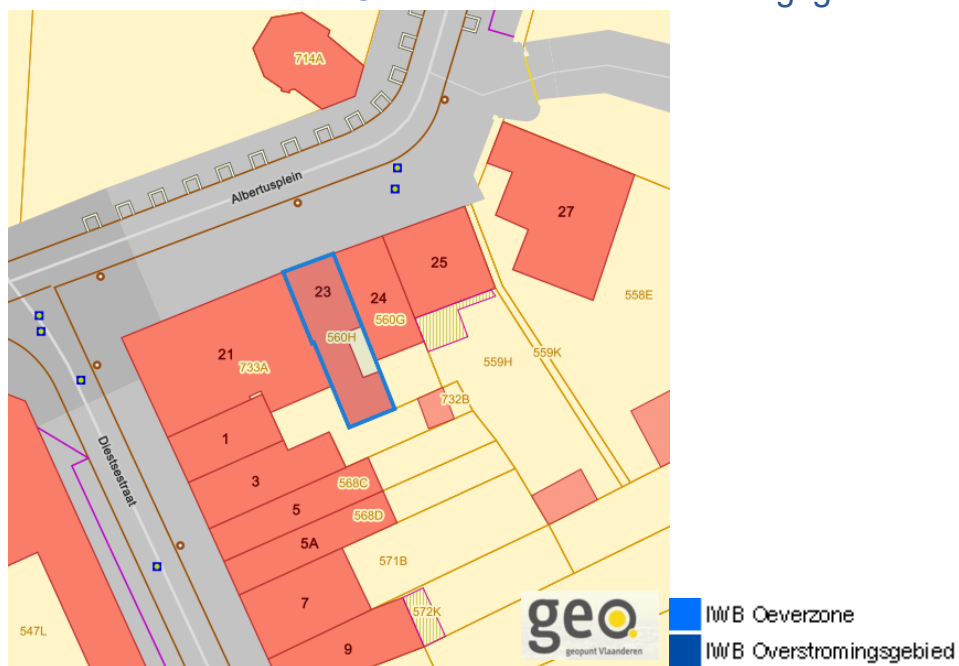 714A
Albertusplein
27
25
23
24
558E
560G
560H
559K
21
733A
559H
732B
1
Diestsestraat
3
568C
5
568D
5A
571B
7
572K
547L
9
geo
geopunt Vlaanderen
IWB Oeverzone
IWB Overstromingsgebied